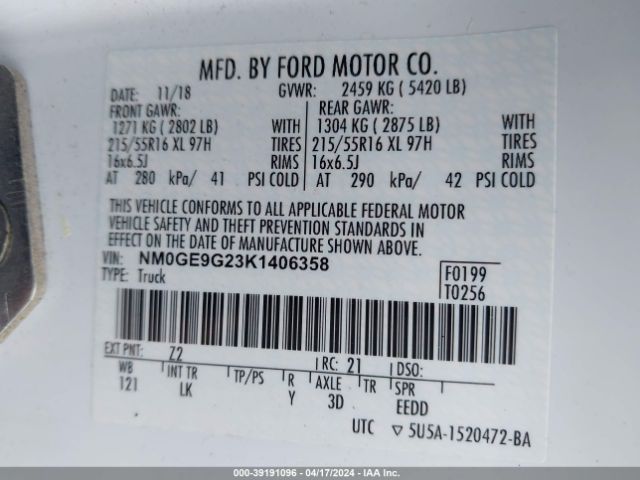 MFD. BY FORD MOTOR CO.
DATE: 11/18 GVWR: 2459 KG ( 5420 LB)
FRONT GAWR: REAR GAWR:
1271 KG ( 2802 LB) WITH 1304 KG ( 2875 LB) WITH
215/55R16 XL 97H TIRES 215/55R16 XL 97H TIRES
16x6.5J RIMS 16x6.5J RIMS
AT 280 kPa/ 41 PSI COLD AT 290 kPa/ 42 PSI COLD
THIS VEHICLE CONFORMS TO ALL APPLICABLE FEDERAL MOTOR
VEHICLE SAFETY AND THEFT PREVENTION STANDARDS IN
EFFECT ON THE DATE OF MANUFACTURE SHOWN ABOVE.
VIN: NM0GE9G23K1406358
TYPE: Truck
F0199
T0256
EXT PNT: Z2 RC: 21 DSO:
WB INT TR TP/PS R AXLE TR SPR
121 LK Y 3D EEDD
UTC ▽ 5U5A-1520472-BA
000-39191096 - 04/17/2024 - IAA Inc.